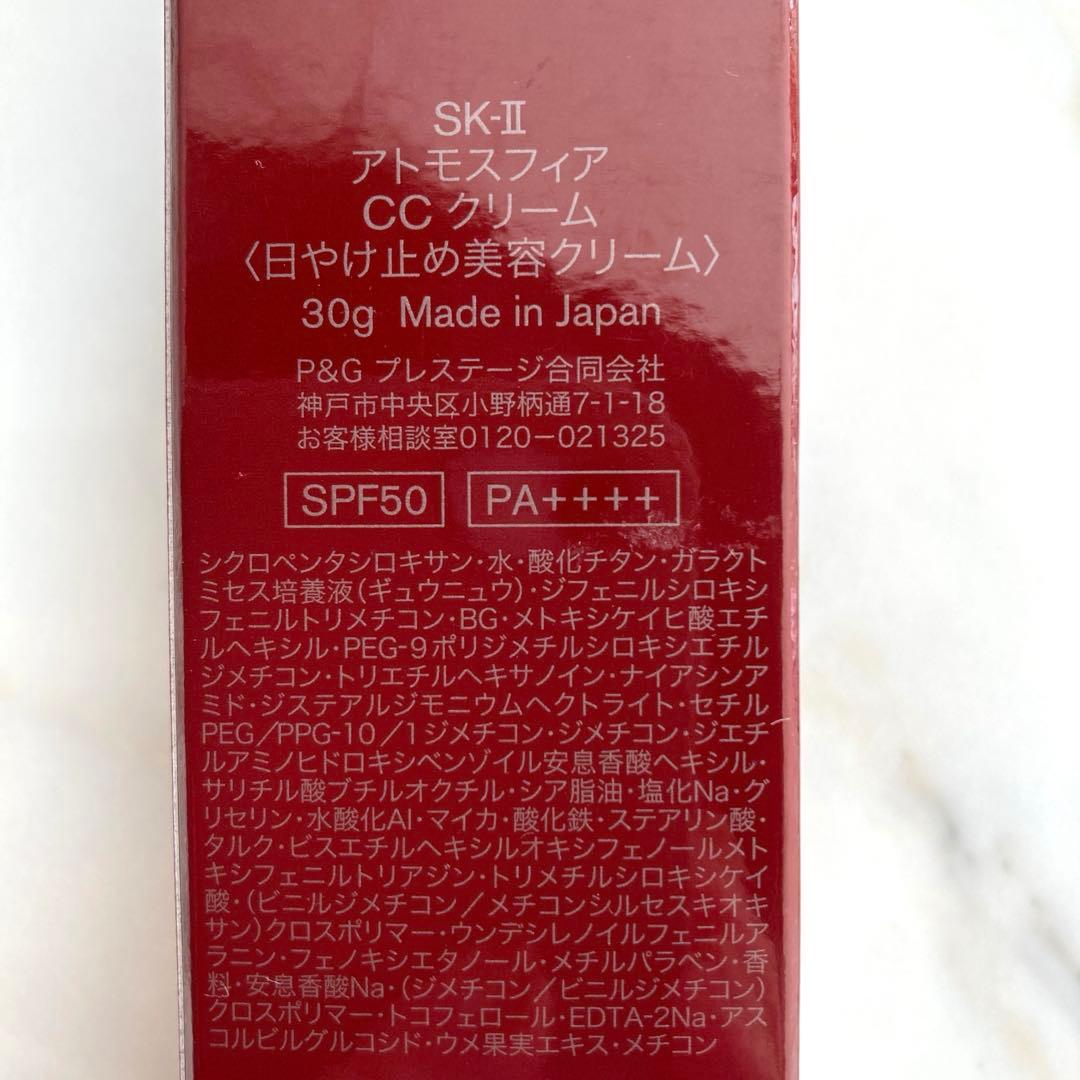 SK-Ⅱ
アトモスフィア
CC クリーム
〈日やけ止め美容クリーム〉
30g Made in Japan
P&G プレステージ合同会社
神戸市中央区小野柄通7-1-18
お客様相談室0120−021325
SPF50 PA++++
シクロペンタシロキサン・水・酸化チタン・ガラクト
ミセス培養液(ギュウニュウ)・ジフェニルシロキシ
フェニルトリメチコン・BG・メトキシケイヒ酸エチ
ルヘキシル・PEG-9ポリジメチルシロキシエチル
ジメチコン・トリエチルヘキサノイン・ナイアシンア
ミド・ジステアルジモニウムヘクトライト・セチル
PEG/PPG-10/1ジメチコン・ジメチコン・ジエチ
ルアミノヒドロキシベンゾイル安息香酸ヘキシル・
サリチル酸ブチルオクチル・シア脂油・塩化Na・グ
リセリン・水酸化Al・マイカ・酸化鉄・ステアリン酸・
タルク・ビスエチルヘキシルオキシフェノールメト
キシフェニルトリアジン・トリメチルシロキシケイ
酸・(ビニルジメチコン/メチコンシルセスキオキ
サン)クロスポリマー・ウンデシレノイルフェニルア
ラニン・フェノキシエタノール・メチルパラベン・香
料・安息香酸Na・(ジメチコン/ビニルジメチコン)
クロスポリマー・トコフェロール・EDTA-2Na・アス
コルビルグルコシド・ウメ果実エキス・メチコン